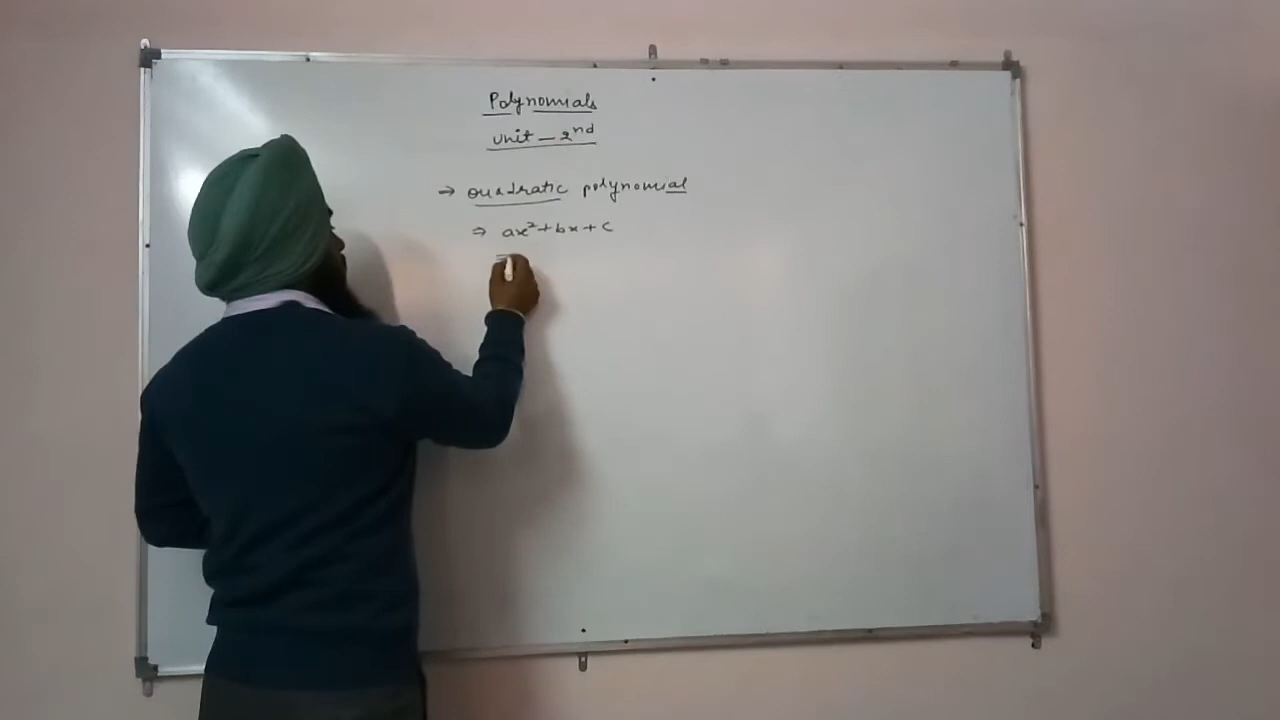 Polynomials
Unit – 2nd
⇒ Quadratic polynomial
⇒ ax² + bx + c